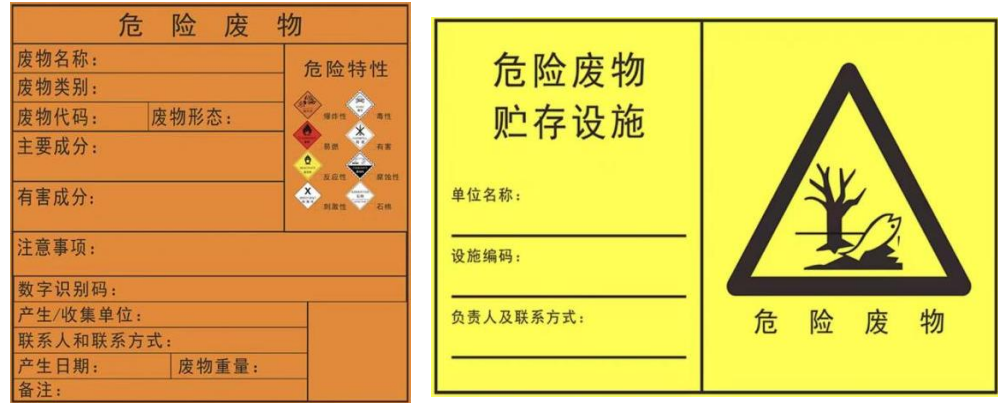 危险废物
废物名称：
危险特性
废物类别：
废物代码： 废物形态：
爆炸性 毒性
易燃 有害
反应性 腐蚀性
刺激性 石棉
主要成分：
有害成分：
注意事项：
数字识别码：
产生/收集单位：
联系人和联系方式：
产生日期： 废物重量：
备注：
危险废物
贮存设施
单位名称：
设施编码：
负责人及联系方式：
危险废物